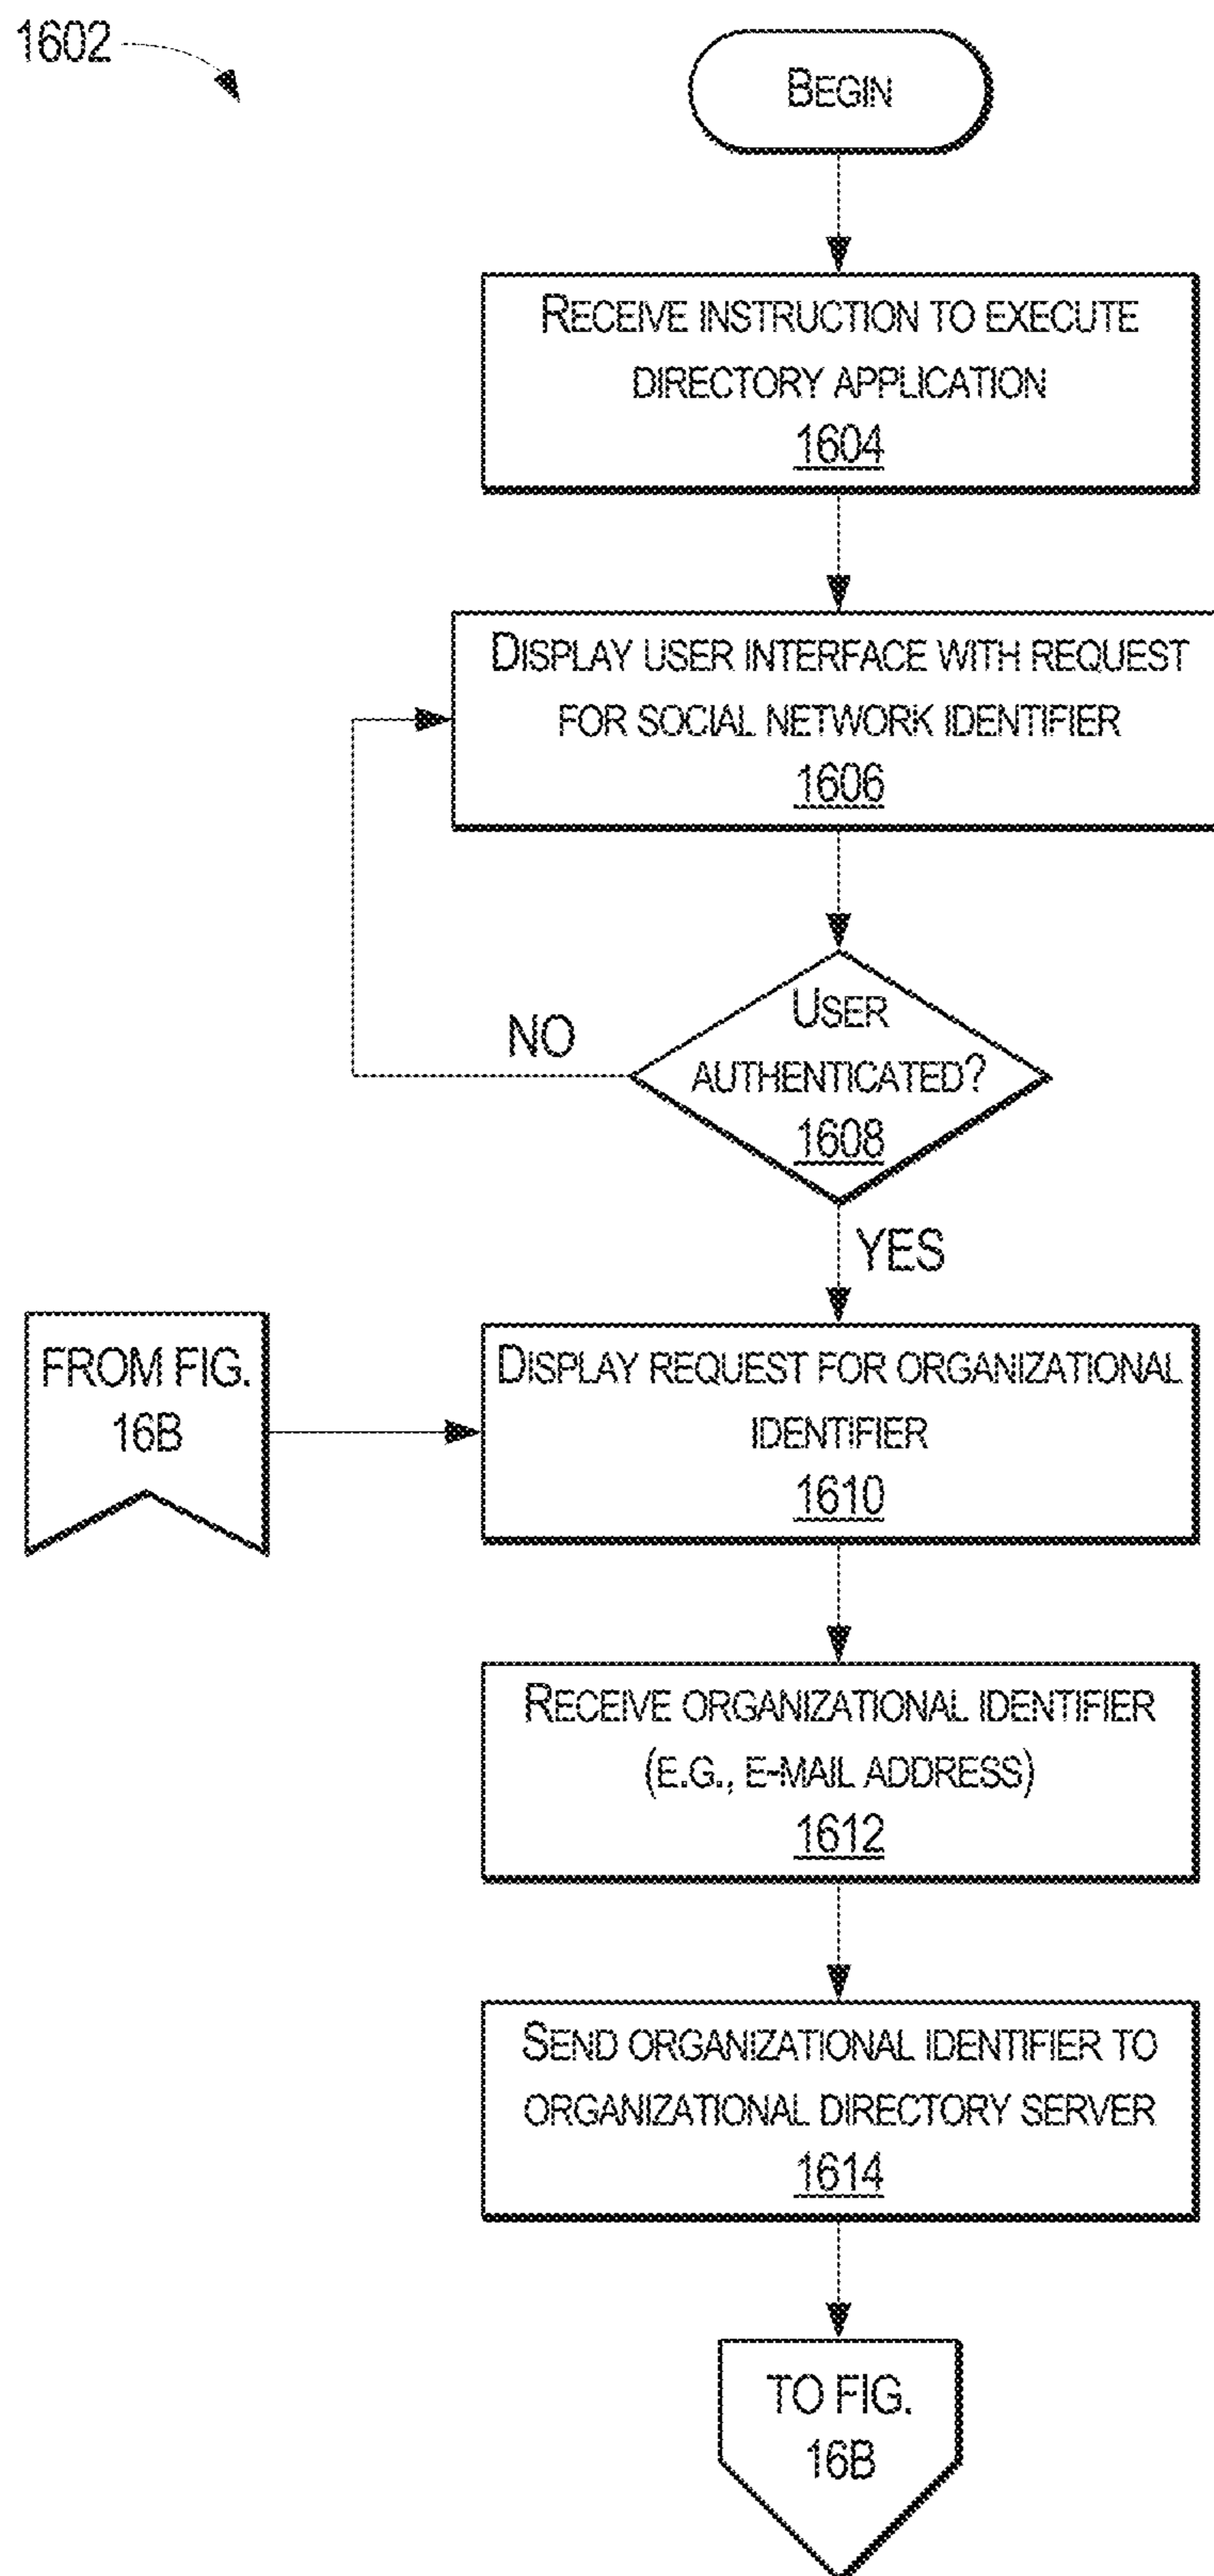 1602
BEGIN
RECEIVE INSTRUCTION TO EXECUTE
DIRECTORY APPLICATION
1604
DISPLAY USER INTERFACE WITH REQUEST
FOR SOCIAL NETWORK IDENTIFIER
1606
USER
AUTHENTICATED?
1608
NO
YES
FROM FIG.
16B
DISPLAY REQUEST FOR ORGANIZATIONAL
IDENTIFIER
1610
RECEIVE ORGANIZATIONAL IDENTIFIER
(E.G., E-MAIL ADDRESS)
1612
SEND ORGANIZATIONAL IDENTIFIER TO
ORGANIZATIONAL DIRECTORY SERVER
1614
TO FIG.
16B